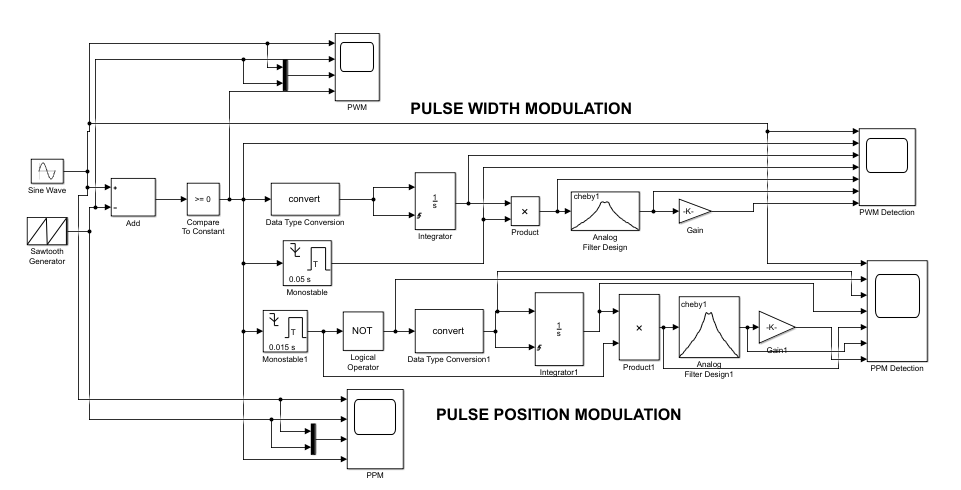 PWM
PULSE WIDTH MODULATION
Sine Wave
+
−
Add
>= 0
Compare
To Constant
convert
Data Type Conversion
1
s
Integrator
×
Product
cheby1
Analog
Filter Design
-K-
Gain
PWM Detection
Sawtooth
Generator
T
0.05 s
Monostable
T
0.015 s
Monostable1
NOT
Logical
Operator
convert
Data Type Conversion1
1
s
Integrator1
×
Product1
cheby1
Analog
Filter Design1
-K-
Gain1
PPM Detection
PULSE POSITION MODULATION
PPM